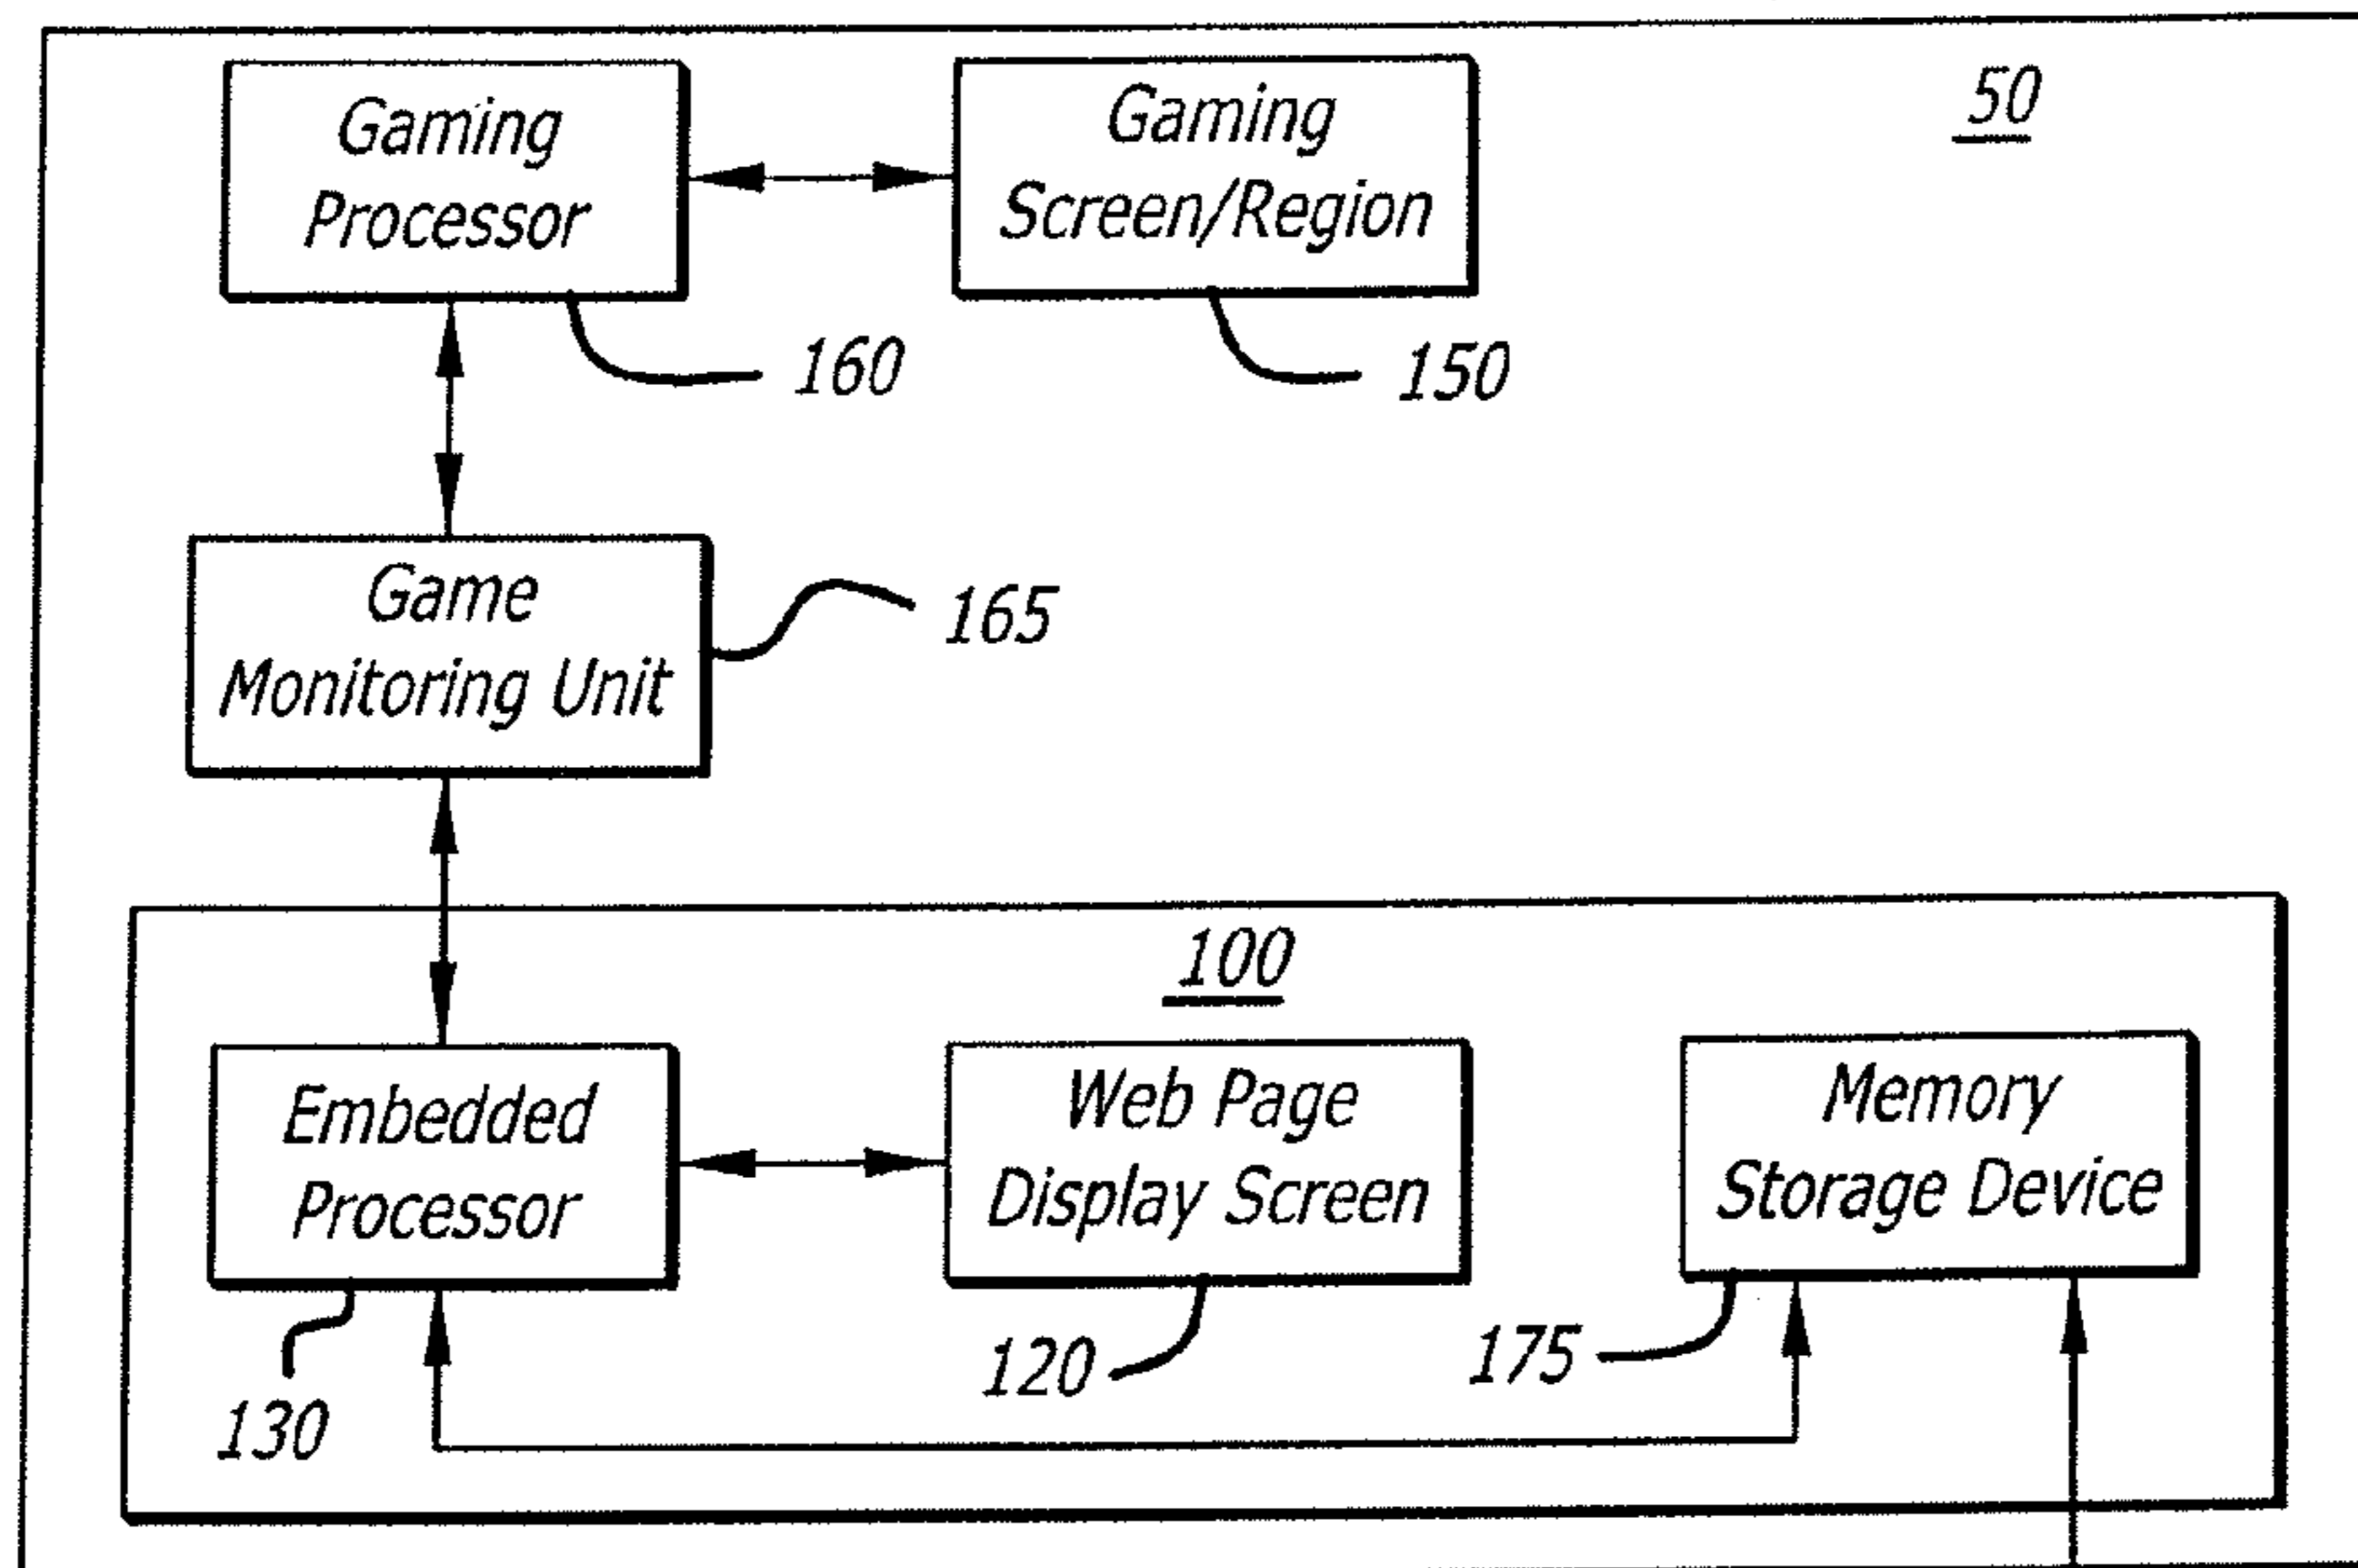 50
Gaming
Processor
Gaming
Screen/Region
160
150
Game
Monitoring Unit
165
100
Embedded
Processor
Web Page
Display Screen
Memory
Storage Device
130
120
175